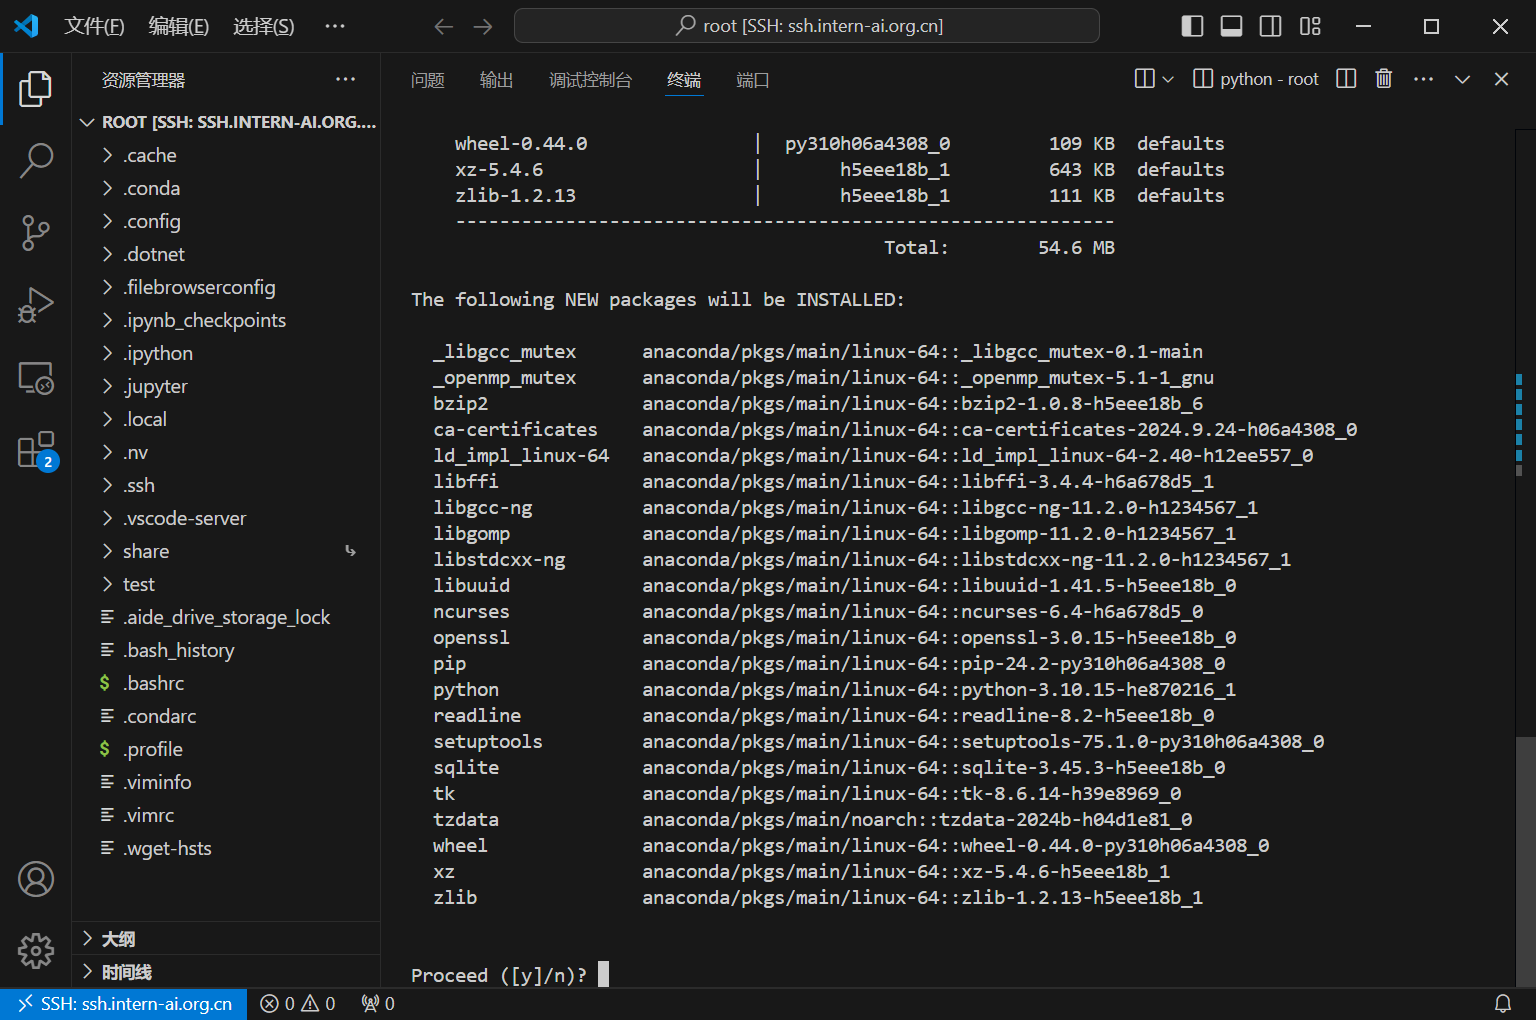 文件(F) 编辑(E) 选择(S) ···
root [SSH: ssh.intern-ai.org.cn]
资源管理器 ···
ROOT [SSH: SSH.INTERN-AI.ORG....
.cache
.conda
.config
.dotnet
.filebrowserconfig
.ipynb_checkpoints
.ipython
.jupyter
.local
.nv
.ssh
.vscode-server
share
test
.aide_drive_storage_lock
.bash_history
$ .bashrc
.condarc
$ .profile
.viminfo
.vimrc
.wget-hsts
大纲
时间线
2
问题 输出 调试控制台 终端 端口
python - root ···
wheel-0.44.0 | py310h06a4308_0 109 KB defaults
xz-5.4.6 | h5eee18b_1 643 KB defaults
zlib-1.2.13 | h5eee18b_1 111 KB defaults
------------------------------------------------------------
Total: 54.6 MB
The following NEW packages will be INSTALLED:
_libgcc_mutex anaconda/pkgs/main/linux-64::_libgcc_mutex-0.1-main
_openmp_mutex anaconda/pkgs/main/linux-64::_openmp_mutex-5.1-1_gnu
bzip2 anaconda/pkgs/main/linux-64::bzip2-1.0.8-h5eee18b_6
ca-certificates anaconda/pkgs/main/linux-64::ca-certificates-2024.9.24-h06a4308_0
ld_impl_linux-64 anaconda/pkgs/main/linux-64::ld_impl_linux-64-2.40-h12ee557_0
libffi anaconda/pkgs/main/linux-64::libffi-3.4.4-h6a678d5_1
libgcc-ng anaconda/pkgs/main/linux-64::libgcc-ng-11.2.0-h1234567_1
libgomp anaconda/pkgs/main/linux-64::libgomp-11.2.0-h1234567_1
libstdcxx-ng anaconda/pkgs/main/linux-64::libstdcxx-ng-11.2.0-h1234567_1
libuuid anaconda/pkgs/main/linux-64::libuuid-1.41.5-h5eee18b_0
ncurses anaconda/pkgs/main/linux-64::ncurses-6.4-h6a678d5_0
openssl anaconda/pkgs/main/linux-64::openssl-3.0.15-h5eee18b_0
pip anaconda/pkgs/main/linux-64::pip-24.2-py310h06a4308_0
python anaconda/pkgs/main/linux-64::python-3.10.15-he870216_1
readline anaconda/pkgs/main/linux-64::readline-8.2-h5eee18b_0
setuptools anaconda/pkgs/main/linux-64::setuptools-75.1.0-py310h06a4308_0
sqlite anaconda/pkgs/main/linux-64::sqlite-3.45.3-h5eee18b_0
tk anaconda/pkgs/main/linux-64::tk-8.6.14-h39e8969_0
tzdata anaconda/pkgs/main/noarch::tzdata-2024b-h04d1e81_0
wheel anaconda/pkgs/main/linux-64::wheel-0.44.0-py310h06a4308_0
xz anaconda/pkgs/main/linux-64::xz-5.4.6-h5eee18b_1
zlib anaconda/pkgs/main/linux-64::zlib-1.2.13-h5eee18b_1
Proceed ([y]/n)?
SSH: ssh.intern-ai.org.cn 0 0 0